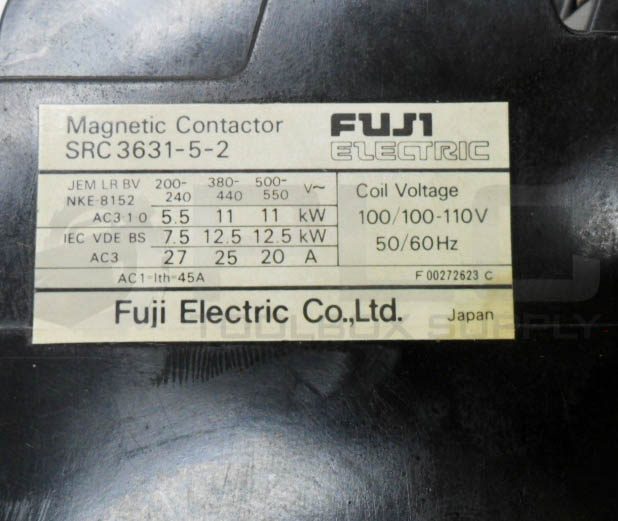 Magnetic Contactor
SRC 3631-5-2
FUJI
ELECTRIC
JEM LR BV 200-240 380-440 500-550 V~
NKE-8152
AC3 1 0 5.5 11 11 kW
IEC VDE BS 7.5 12.5 12.5 kW
AC3 27 25 20 A
AC1-Ith-45A
Coil Voltage
100/100-110V
50/60Hz
F 00272623 C
Fuji Electric Co.,Ltd. Japan
TOOLBOX SUPPLY